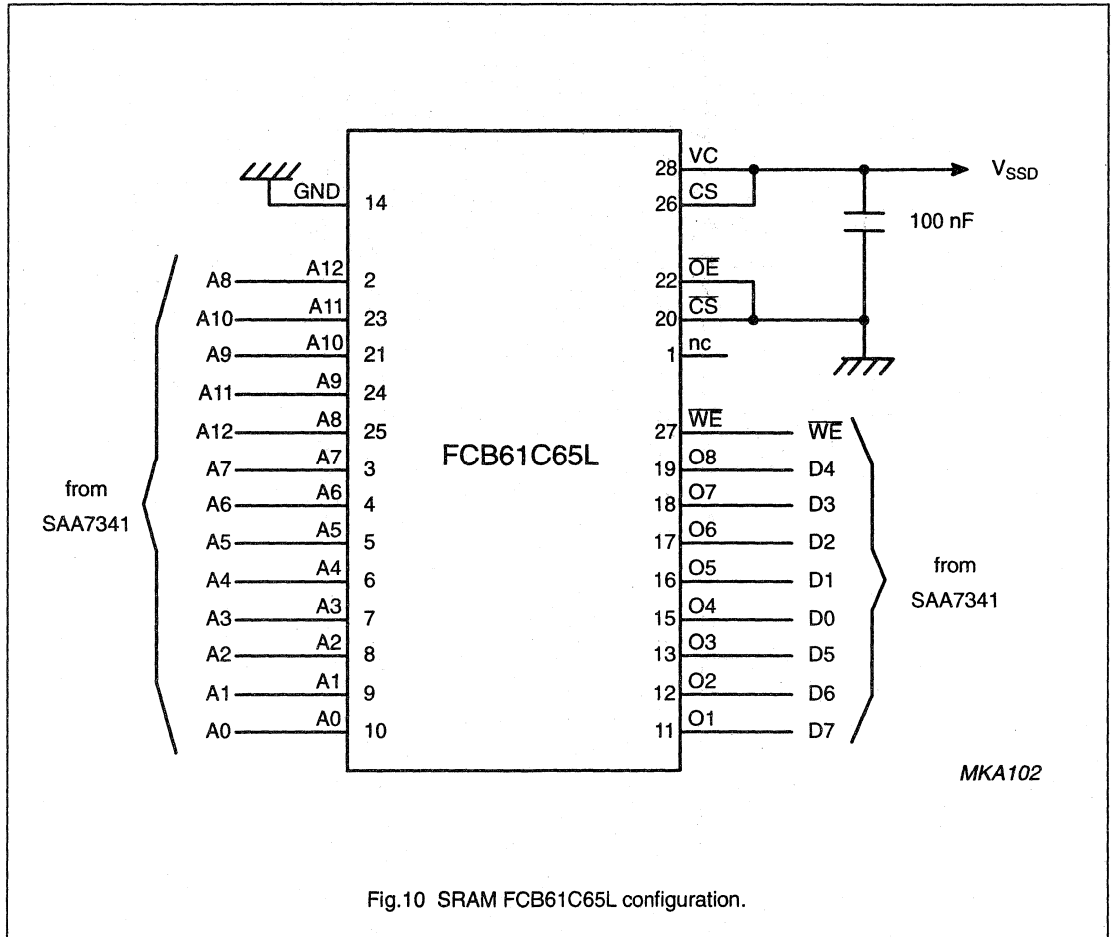 28 VC
V_SSD
GND 14
26 CS
100 nF
A8 A12 2
22 O̅E̅
A10 A11 23
20 C̅S̅
A9 A10 21
1 nc
A11 A9 24
A12 A8 25
27 W̅E̅ W̅E̅
FCB61C65L
A7 A7 3
19 O8 D4
from
SAA7341
A6 A6 4
18 O7 D3
A5 A5 5
17 O6 D2
A4 A4 6
16 O5 D1
from
SAA7341
A3 A3 7
15 O4 D0
A2 A2 8
13 O3 D5
A1 A1 9
12 O2 D6
A0 A0 10
11 O1 D7
MKA102
Fig.10 SRAM FCB61C65L configuration.